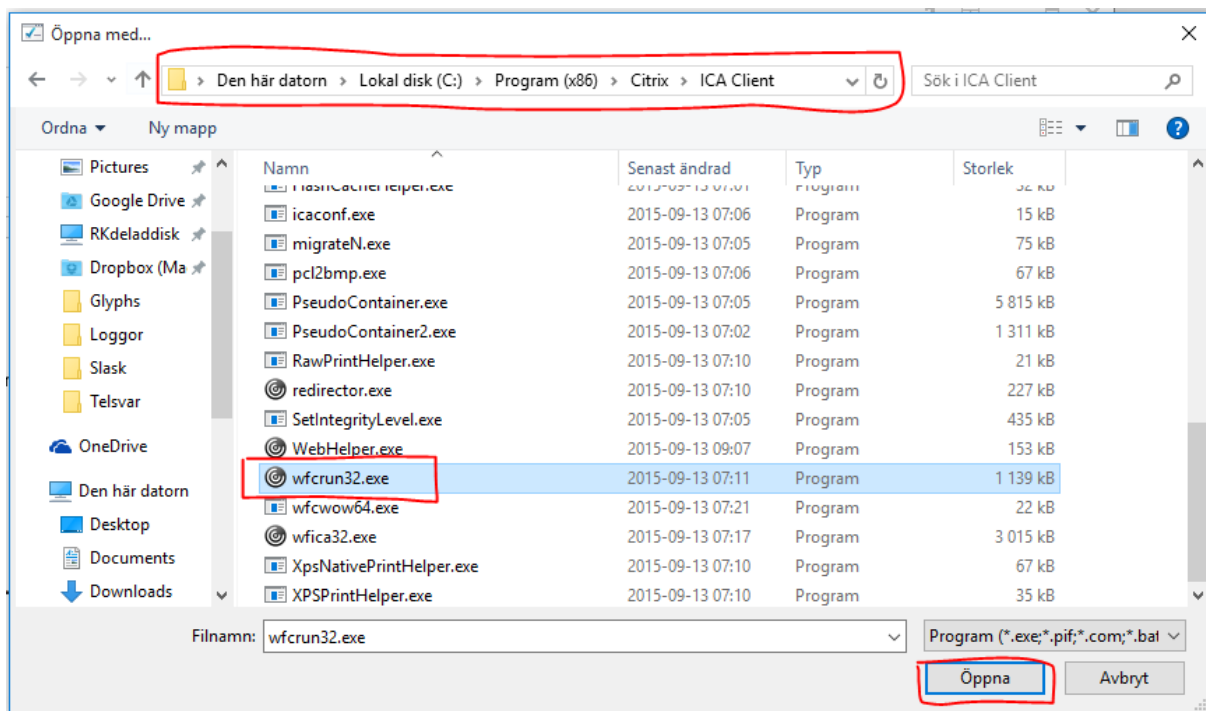 Öppna med...
Den här datorn > Lokal disk (C:) > Program (x86) > Citrix > ICA Client
Sök i ICA Client
Ordna
Ny mapp
Namn
Senast ändrad
Typ
Storlek
Pictures
Google Drive
RKdeladdisk
Dropbox (Ma
Glyphs
Loggor
Slask
Telsvar
OneDrive
Den här datorn
Desktop
Documents
Downloads
FlashCacheHelper.exe 2015-09-13 07:01 Program 32 kB
icaconf.exe 2015-09-13 07:06 Program 15 kB
migrateN.exe 2015-09-13 07:05 Program 75 kB
pcl2bmp.exe 2015-09-13 07:06 Program 67 kB
PseudoContainer.exe 2015-09-13 07:05 Program 5 815 kB
PseudoContainer2.exe 2015-09-13 07:02 Program 1 311 kB
RawPrintHelper.exe 2015-09-13 07:10 Program 21 kB
redirector.exe 2015-09-13 07:10 Program 227 kB
SetIntegrityLevel.exe 2015-09-13 07:05 Program 435 kB
WebHelper.exe 2015-09-13 09:07 Program 153 kB
wfcrun32.exe 2015-09-13 07:11 Program 1 139 kB
wfcwow64.exe 2015-09-13 07:21 Program 22 kB
wfica32.exe 2015-09-13 07:17 Program 3 015 kB
XpsNativePrintHelper.exe 2015-09-13 07:10 Program 67 kB
XPSPrintHelper.exe 2015-09-13 07:10 Program 35 kB
Filnamn: wfcrun32.exe
Program (*.exe;*.pif;*.com;*.bat
Öppna
Avbryt